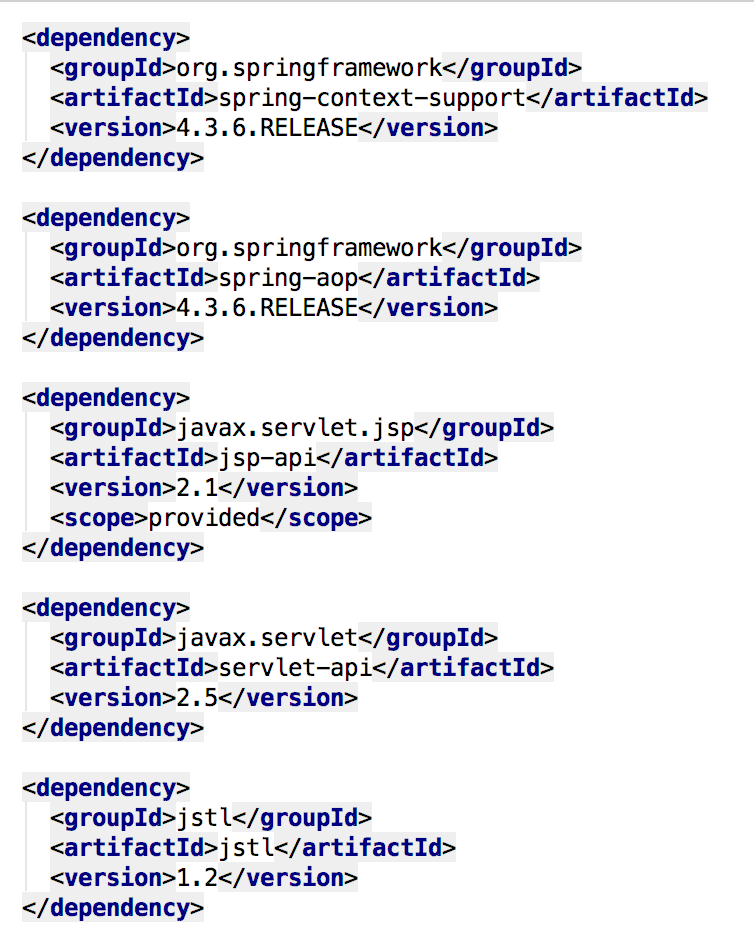 <dependency>
<groupId>org.springframework</groupId>
<artifactId>spring-context-support</artifactId>
<version>4.3.6.RELEASE</version>
</dependency>
<dependency>
<groupId>org.springframework</groupId>
<artifactId>spring-aop</artifactId>
<version>4.3.6.RELEASE</version>
</dependency>
<dependency>
<groupId>javax.servlet.jsp</groupId>
<artifactId>jsp-api</artifactId>
<version>2.1</version>
<scope>provided</scope>
</dependency>
<dependency>
<groupId>javax.servlet</groupId>
<artifactId>servlet-api</artifactId>
<version>2.5</version>
</dependency>
<dependency>
<groupId>jstl</groupId>
<artifactId>jstl</artifactId>
<version>1.2</version>
</dependency>